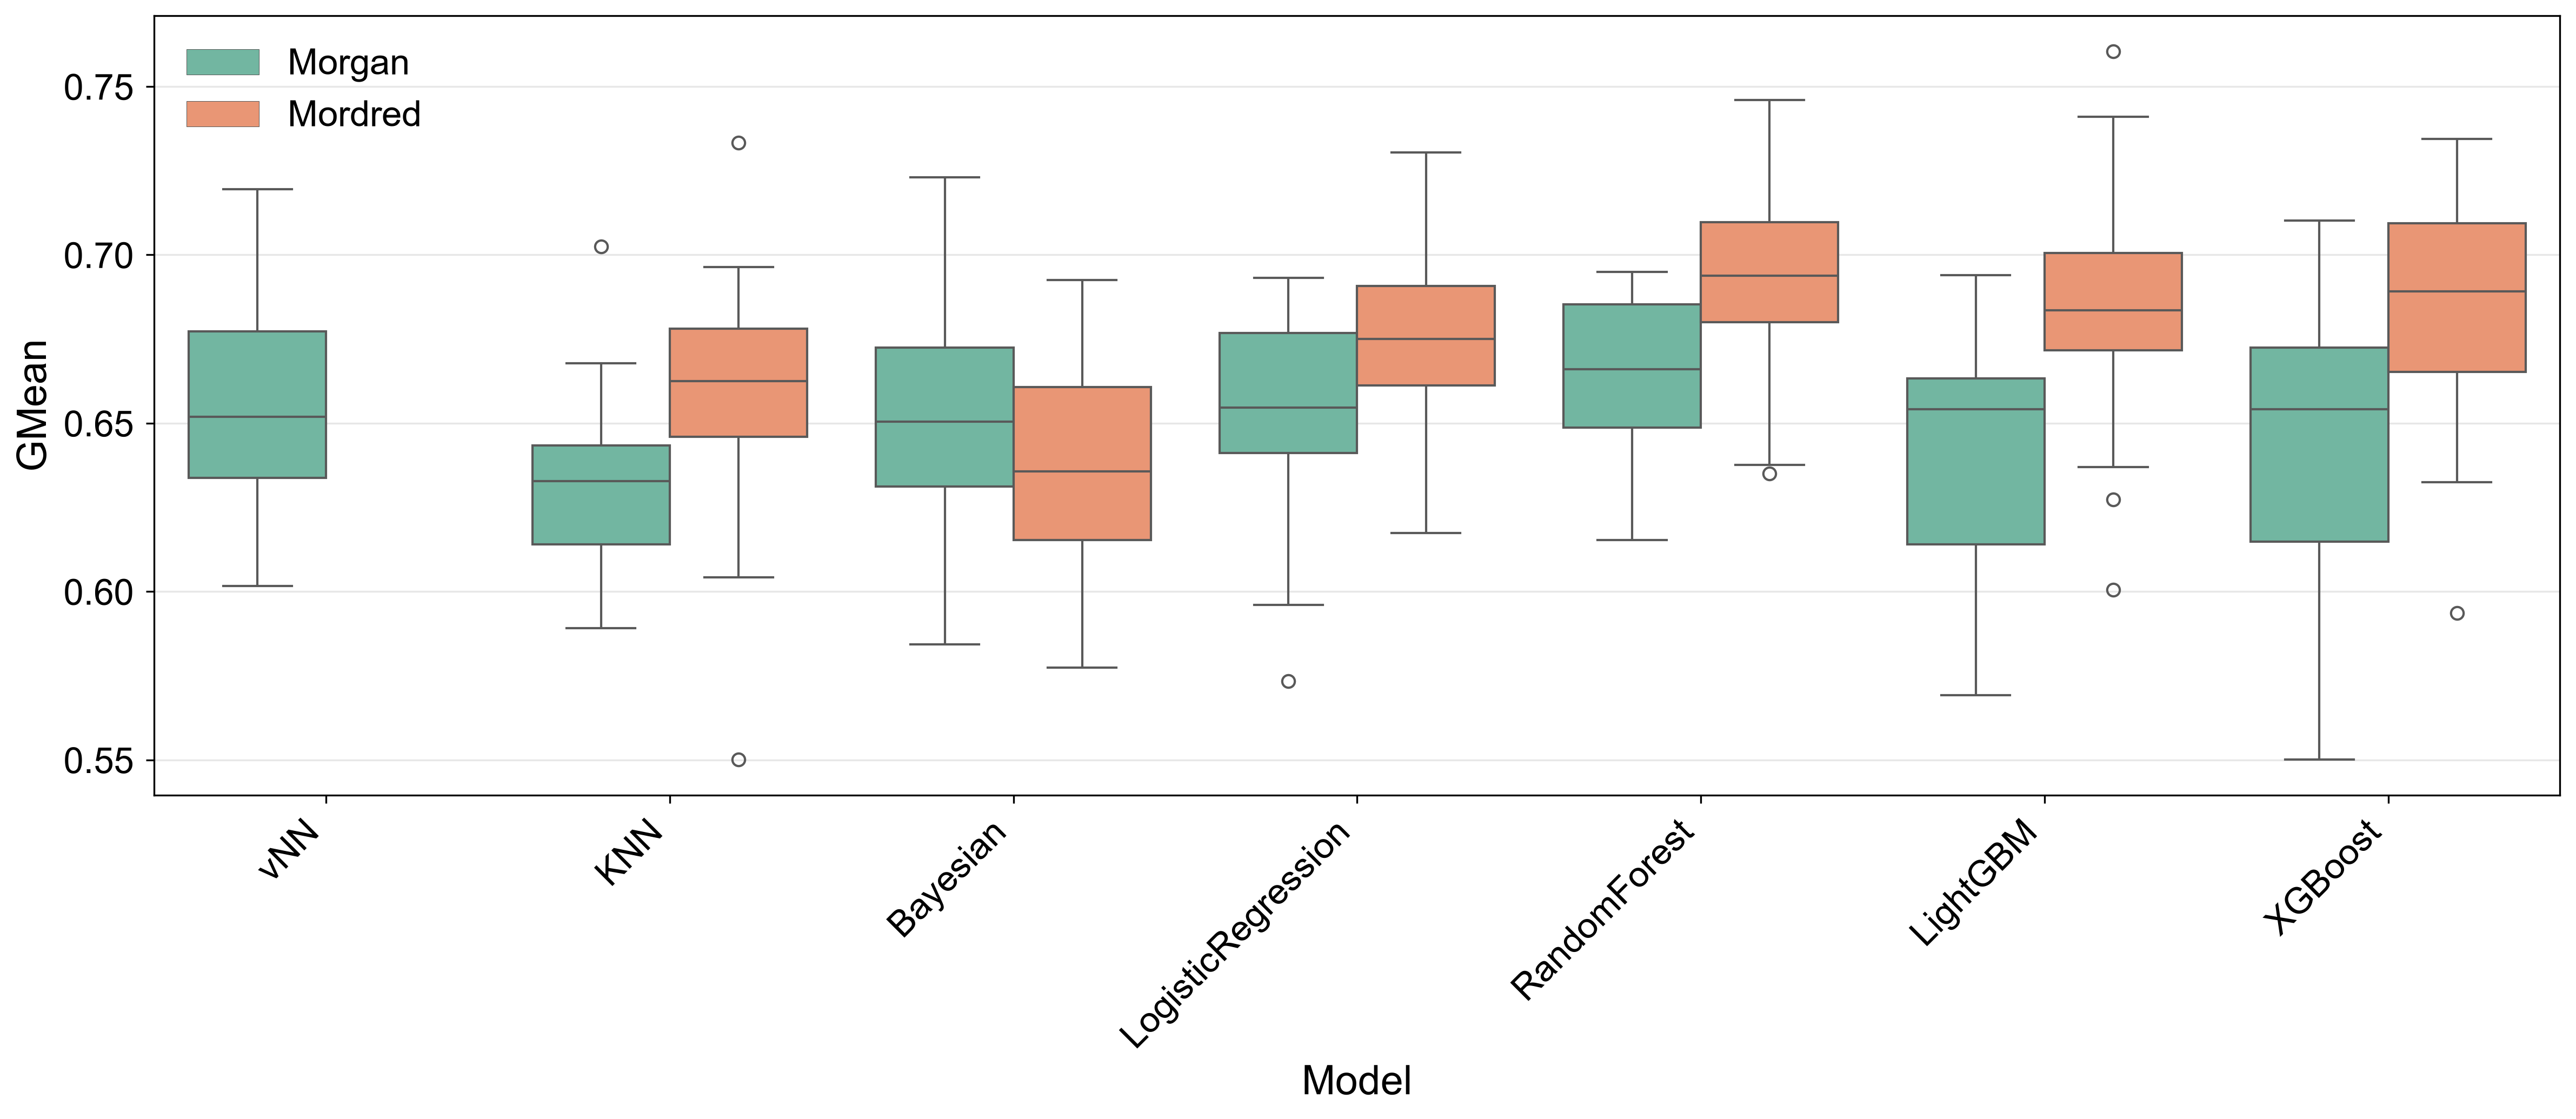 Morgan
Mordred
0.75
0.70
0.65
0.60
0.55
GMean
vNN
KNN
Bayesian
LogisticRegression
RandomForest
LightGBM
XGBoost
Model